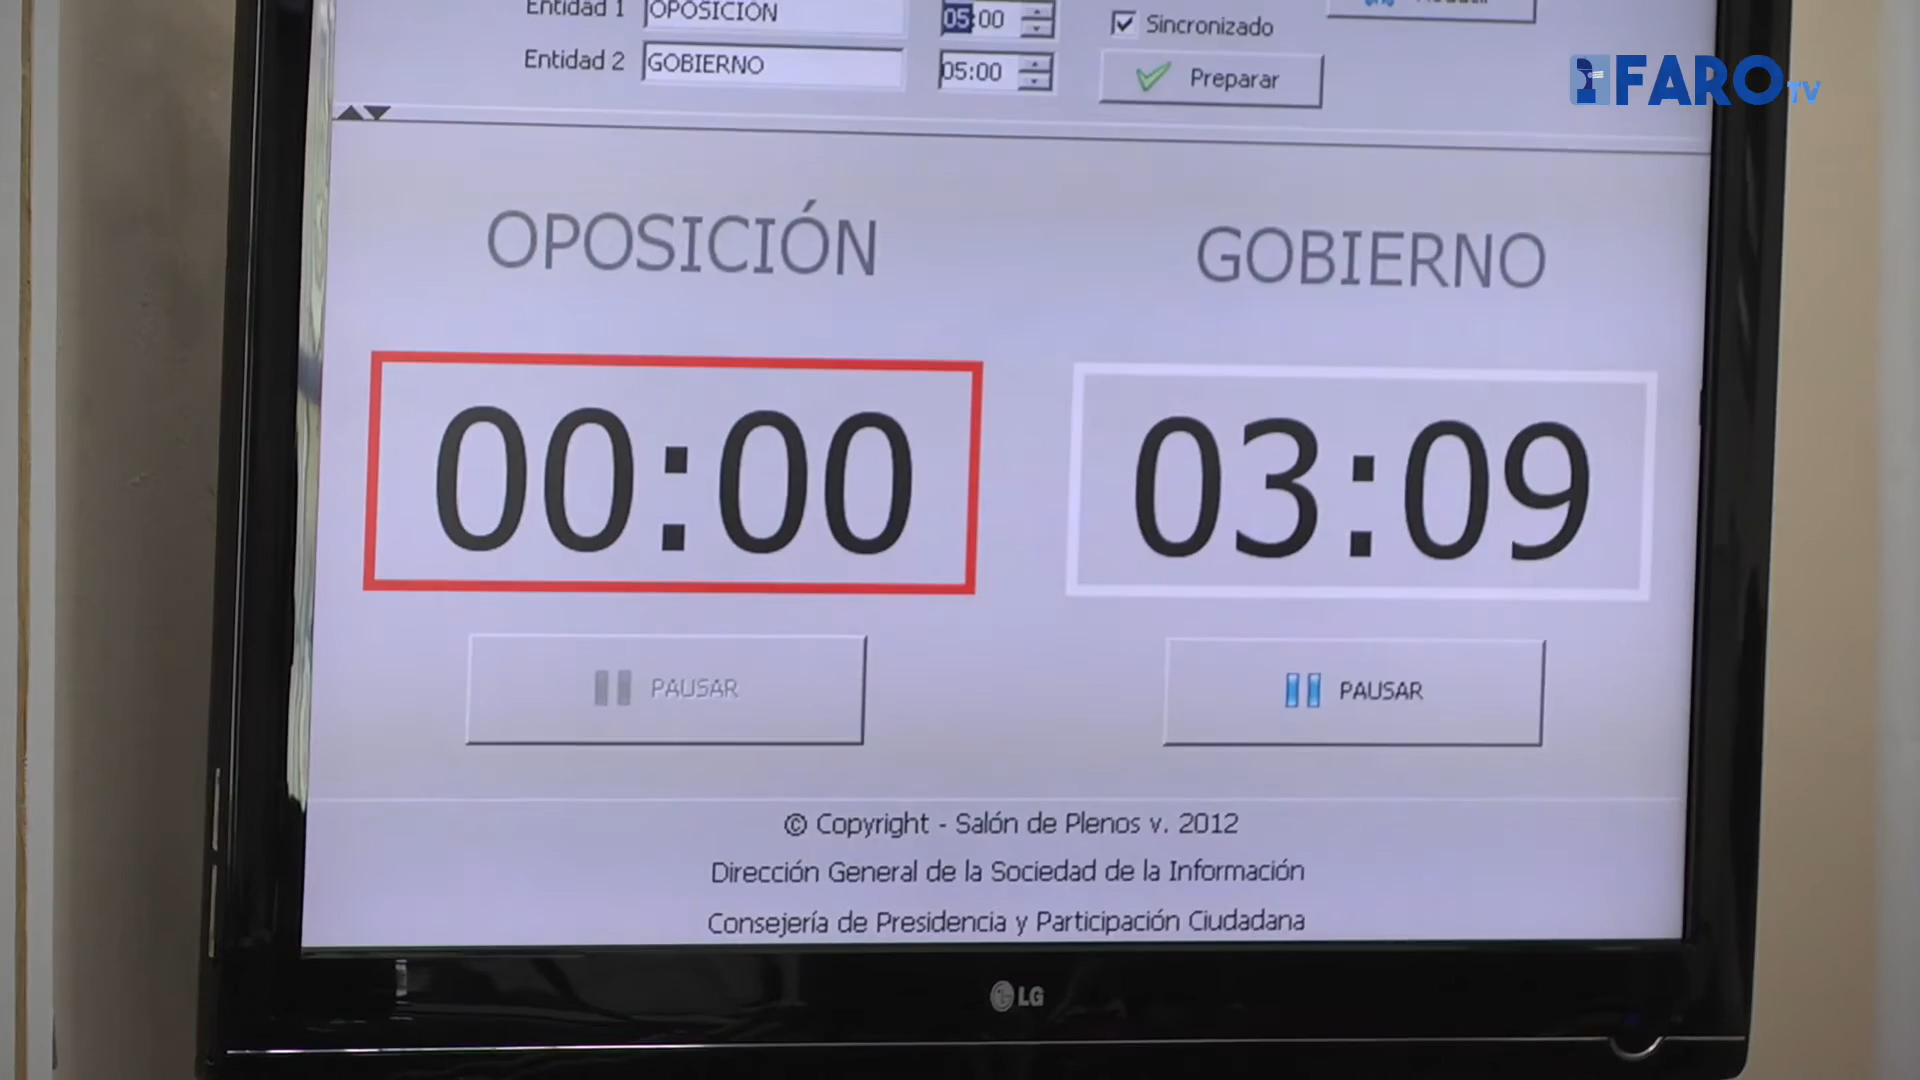 Entidad 1 OPOSICIÓN 05:00 Sincronizado
Entidad 2 GOBIERNO 05:00 Preparar
FARO TV
OPOSICIÓN GOBIERNO
00:00 03:09
PAUSAR PAUSAR
© Copyright - Salón de Plenos v. 2012
Dirección General de la Sociedad de la Información
Consejería de Presidencia y Participación Ciudadana
LG